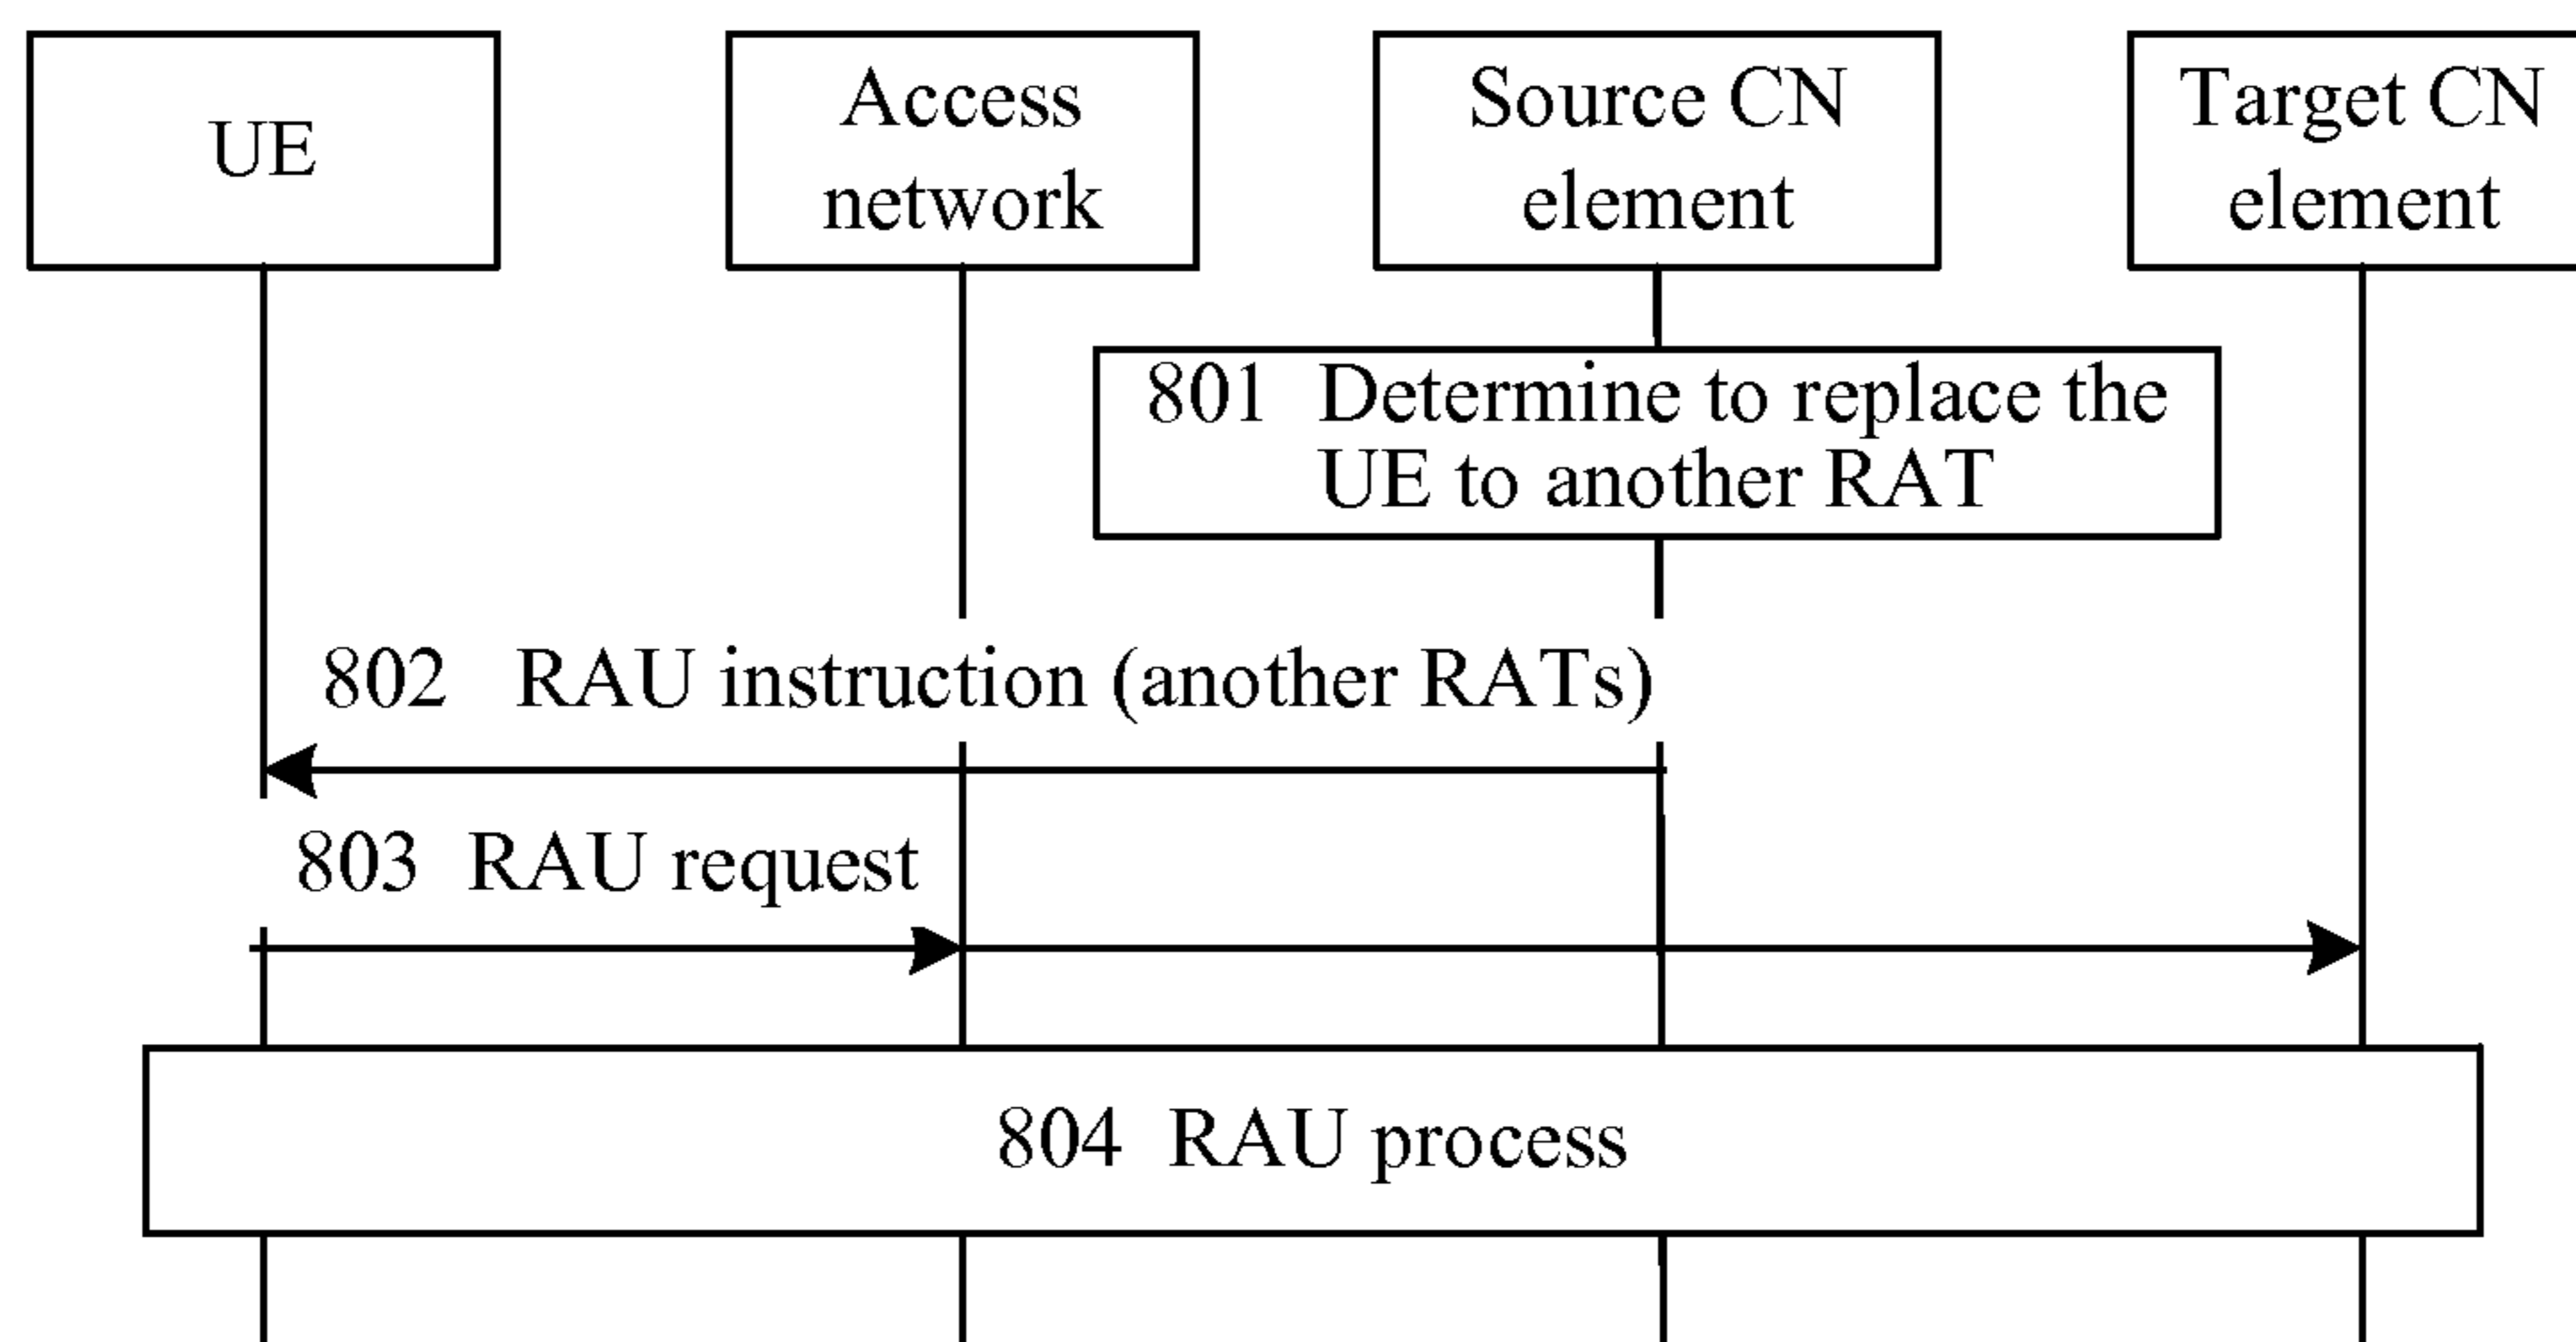 UE
Access
network
Source CN
element
Target CN
element
801 Determine to replace the
UE to another RAT
802 RAU instruction (another RATs)
803 RAU request
804 RAU process